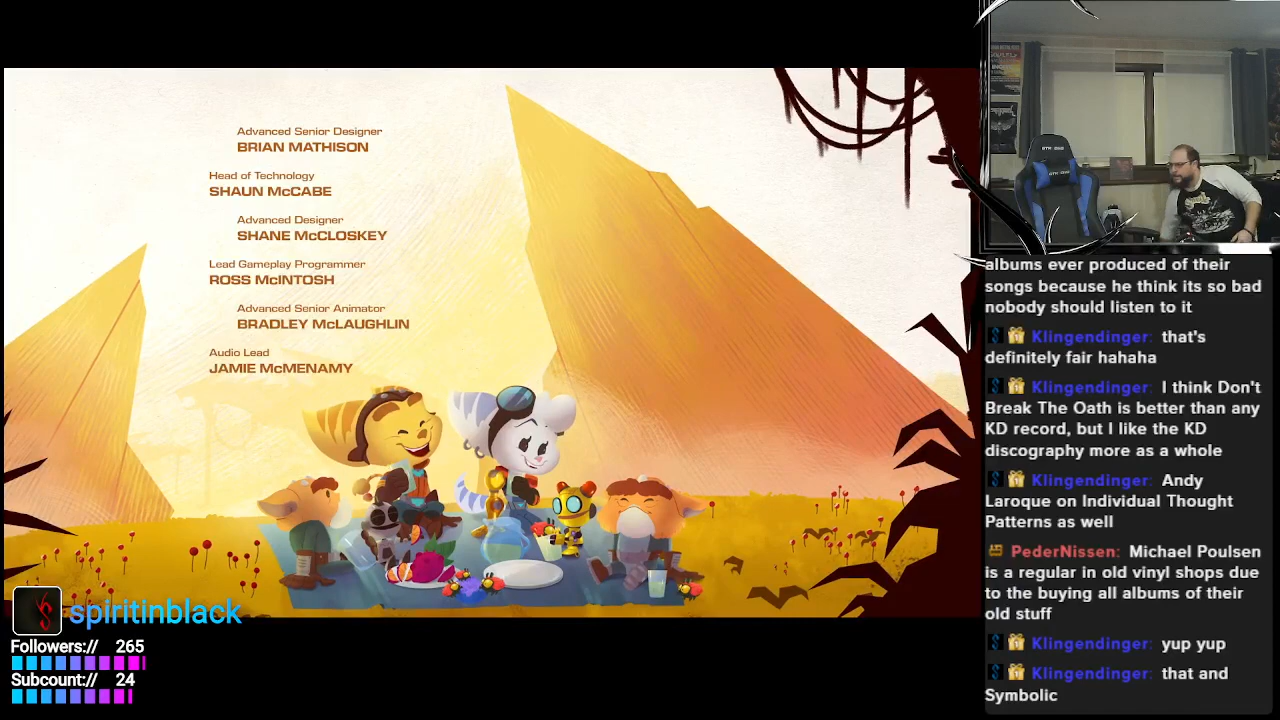 Advanced Senior Designer
BRIAN MATHISON
Head of Technology
SHAUN McCABE
Advanced Designer
SHANE McCLOSKEY
Lead Gameplay Programmer
ROSS McINTOSH
Advanced Senior Animator
BRADLEY McLAUGHLIN
Audio Lead
JAMIE McMENAMY
spiritinblack
Followers:// 265
Subcount:// 24
albums ever produced of their
songs because he think its so bad
nobody should listen to it
Klingendinger: that's
definitely fair hahaha
Klingendinger: I think Don't
Break The Oath is better than any
KD record, but I like the KD
discography more as a whole
Klingendinger: Andy
Laroque on Individual Thought
Patterns as well
PederNissen: Michael Poulsen
is a regular in old vinyl shops due
to the buying all albums of their
old stuff
Klingendinger: yup yup
Klingendinger: that and
Symbolic